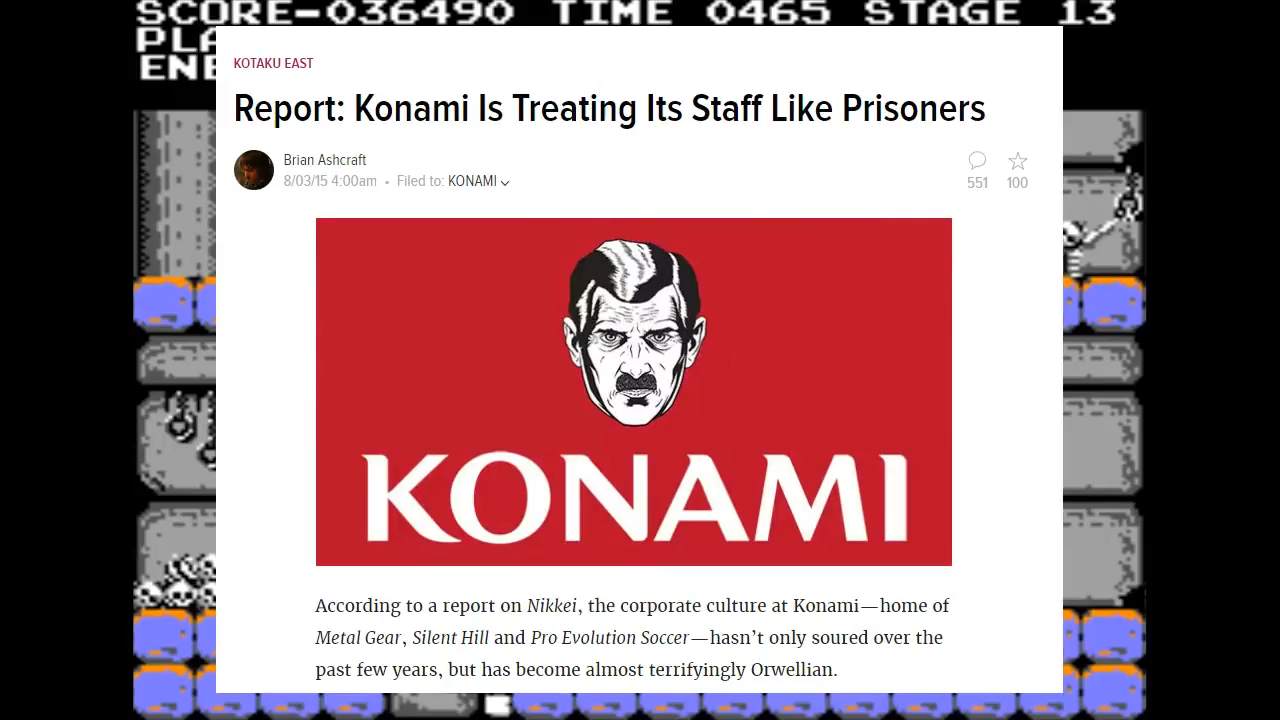 SCORE-036490 TIME 0465 STAGE 13
PLA
ENE
KOTAKU EAST
Report: Konami Is Treating Its Staff Like Prisoners
Brian Ashcraft
8/03/15 4:00am • Filed to: KONAMI
551 100
KONAMI
According to a report on Nikkei, the corporate culture at Konami—home of
Metal Gear, Silent Hill and Pro Evolution Soccer—hasn't only soured over the
past few years, but has become almost terrifyingly Orwellian.